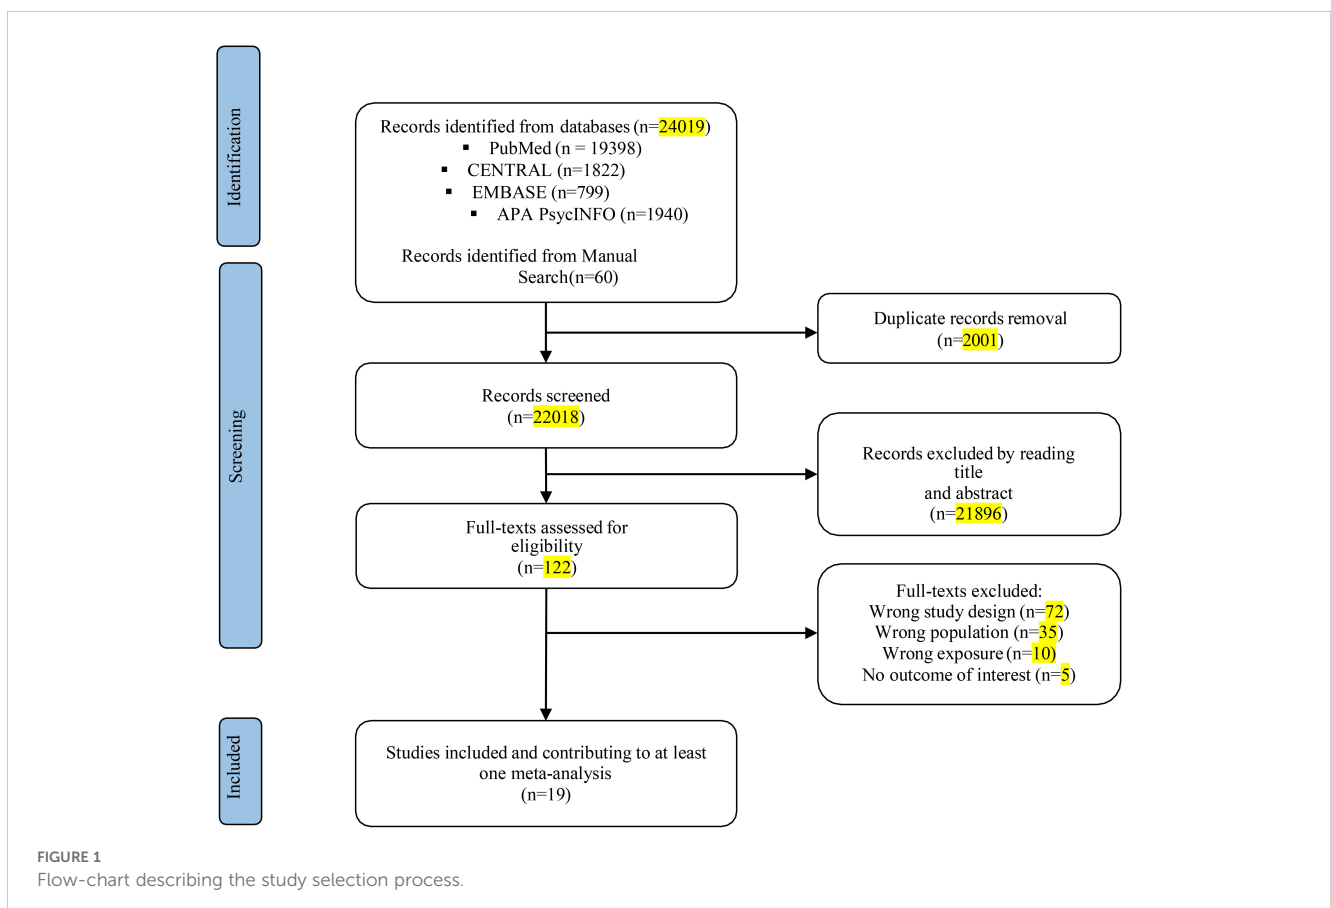 Identification
Records identified from databases (n=24019)
▪ PubMed (n = 19398)
▪ CENTRAL (n=1822)
▪ EMBASE (n=799)
▪ APA PsycINFO (n=1940)
Records identified from Manual
Search(n=60)
Duplicate records removal
(n=2001)
Screening
Records screened
(n=22018)
Records excluded by reading
title
and abstract
(n=21896)
Full-texts assessed for
eligibility
(n=122)
Full-texts excluded:
Wrong study design (n=72)
Wrong population (n=35)
Wrong exposure (n=10)
No outcome of interest (n=5)
Included
Studies included and contributing to at least
one meta-analysis
(n=19)
FIGURE 1
Flow-chart describing the study selection process.